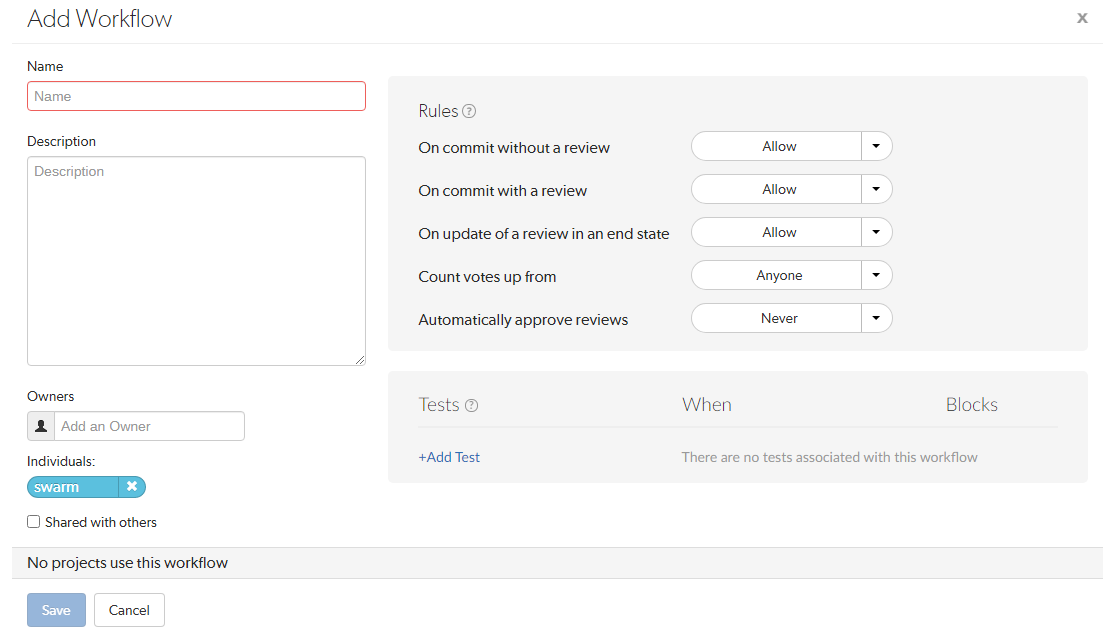 Add Workflow
x
Name
Name
Description
Description
Owners
Add an Owner
Individuals:
swarm
Shared with others
Rules ?
On commit without a review Allow
On commit with a review Allow
On update of a review in an end state Allow
Count votes up from Anyone
Automatically approve reviews Never
Tests ? When Blocks
+Add Test There are no tests associated with this workflow
No projects use this workflow
Save Cancel